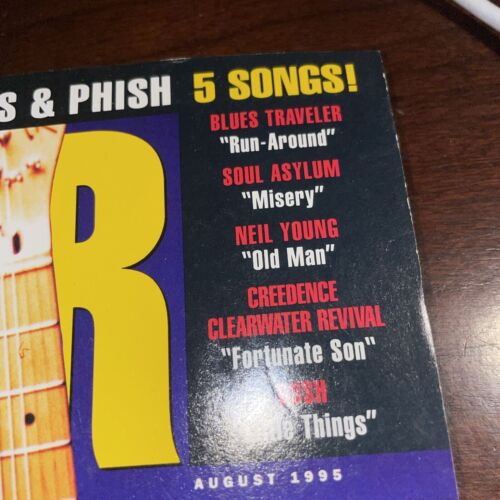 S & PHISH 5 SONGS!
BLUES TRAVELER
"Run-Around"
SOUL ASYLUM
"Misery"
NEIL YOUNG
"Old Man"
CREEDENCE
CLEARWATER REVIVAL
"Fortunate Son"
Things"
R
AUGUST 1995